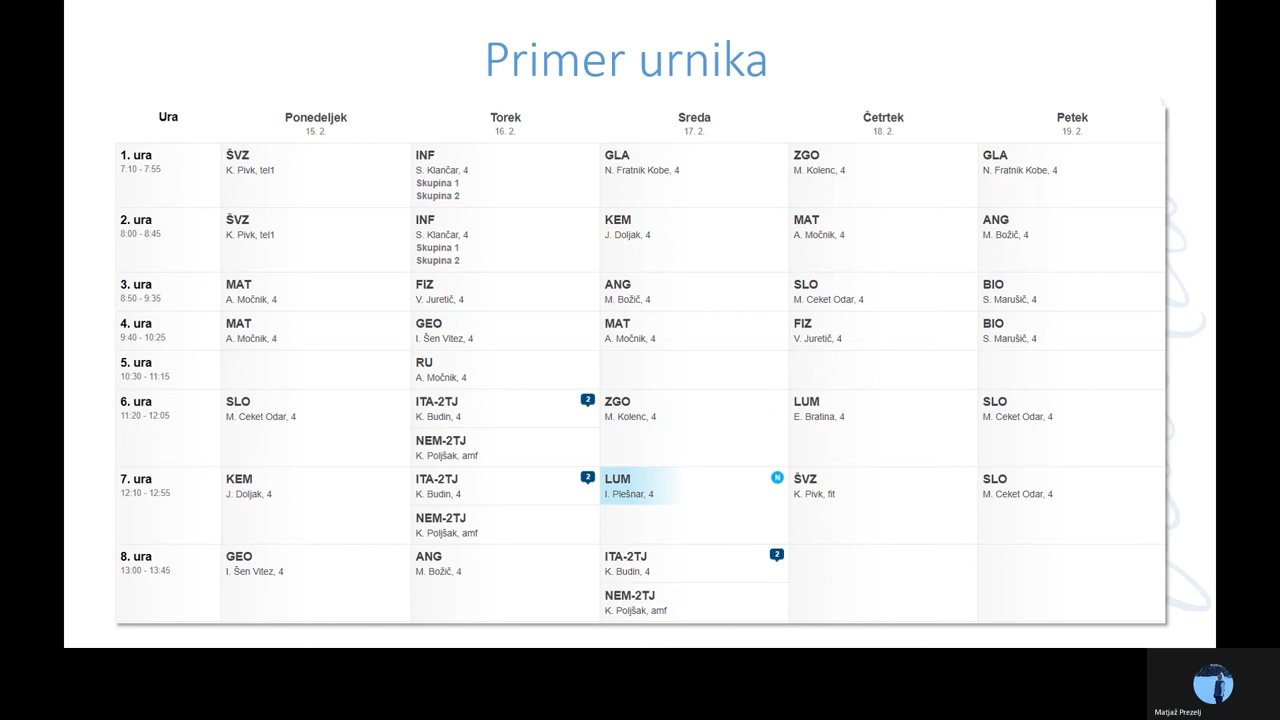 Primer urnika
Ura Ponedeljek Torek Sreda Četrtek Petek
15. 2. 16. 2. 17. 2. 18. 2. 19. 2.
1. ura ŠVZ INF GLA ZGO GLA
7:10 - 7:55 K. Pivk, tel1 S. Klančar, 4 N. Fratnik Kobe, 4 M. Kolenc, 4 N. Fratnik Kobe, 4
Skupina 1
Skupina 2
2. ura ŠVZ INF KEM MAT ANG
8:00 - 8:45 K. Pivk, tel1 S. Klančar, 4 J. Doljak, 4 A. Močnik, 4 M. Božič, 4
Skupina 1
Skupina 2
3. ura MAT FIZ ANG SLO BIO
8:50 - 9:35 A. Močnik, 4 V. Juretič, 4 M. Božič, 4 M. Ceket Odar, 4 S. Marušič, 4
4. ura MAT GEO MAT FIZ BIO
9:40 - 10:25 A. Močnik, 4 I. Šen Vitez, 4 A. Močnik, 4 V. Juretič, 4 S. Marušič, 4
5. ura RU
10:30 - 11:15 A. Močnik, 4
6. ura SLO ITA-2TJ 2 ZGO LUM SLO
11:20 - 12:05 M. Ceket Odar, 4 K. Budin, 4 M. Kolenc, 4 E. Bratina, 4 M. Ceket Odar, 4
NEM-2TJ
K. Poljšak, amf
7. ura KEM ITA-2TJ 2 LUM N ŠVZ SLO
12:10 - 12:55 J. Doljak, 4 K. Budin, 4 I. Plešnar, 4 K. Pivk, fit M. Ceket Odar, 4
NEM-2TJ
K. Poljšak, amf
8. ura GEO ANG ITA-2TJ 2
13:00 - 13:45 I. Šen Vitez, 4 M. Božič, 4 K. Budin, 4
NEM-2TJ
K. Poljšak, amf
Matjaž Prezelj